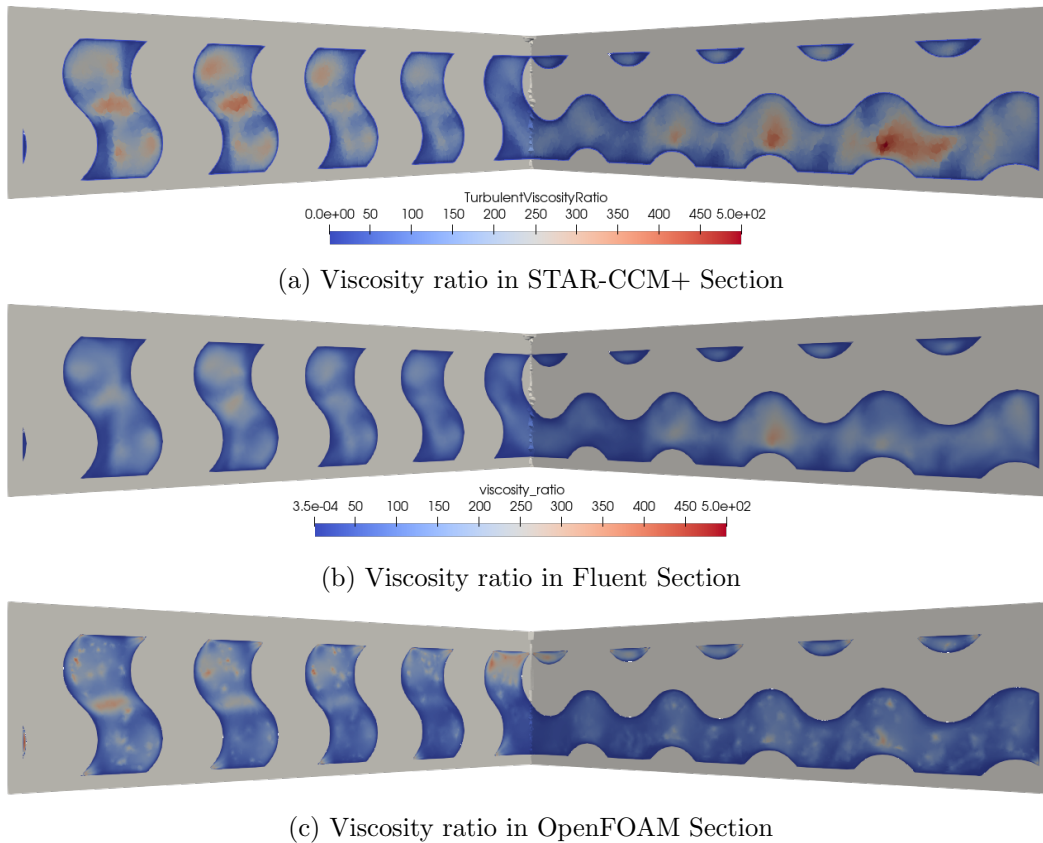 TurbulentViscosityRatio
0.0e+00 50 100 150 200 250 300 350 400 450 5.0e+02
(a) Viscosity ratio in STAR-CCM+ Section
viscosity_ratio
3.5e-04 50 100 150 200 250 300 350 400 450 5.0e+02
(b) Viscosity ratio in Fluent Section
(c) Viscosity ratio in OpenFOAM Section